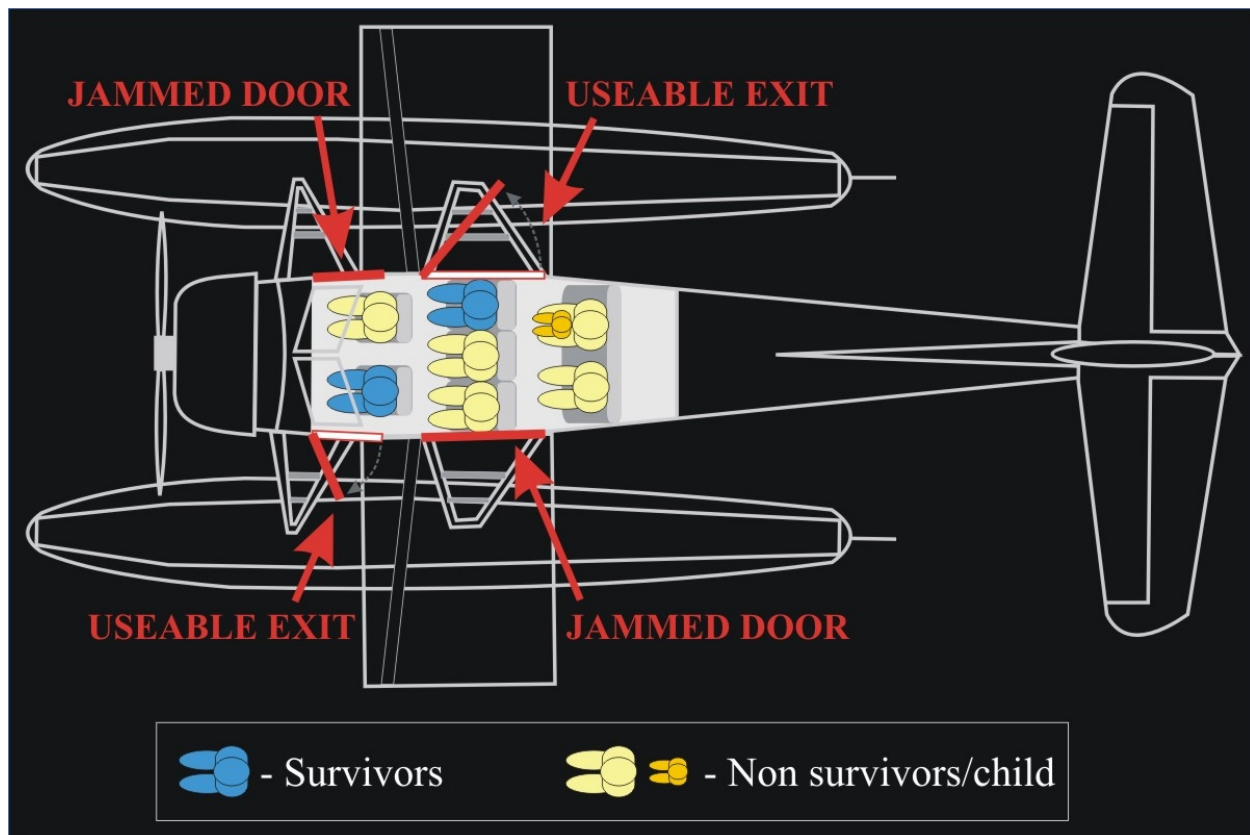 JAMMED DOOR
USEABLE EXIT
USEABLE EXIT
JAMMED DOOR
- Survivors
- Non survivors/child